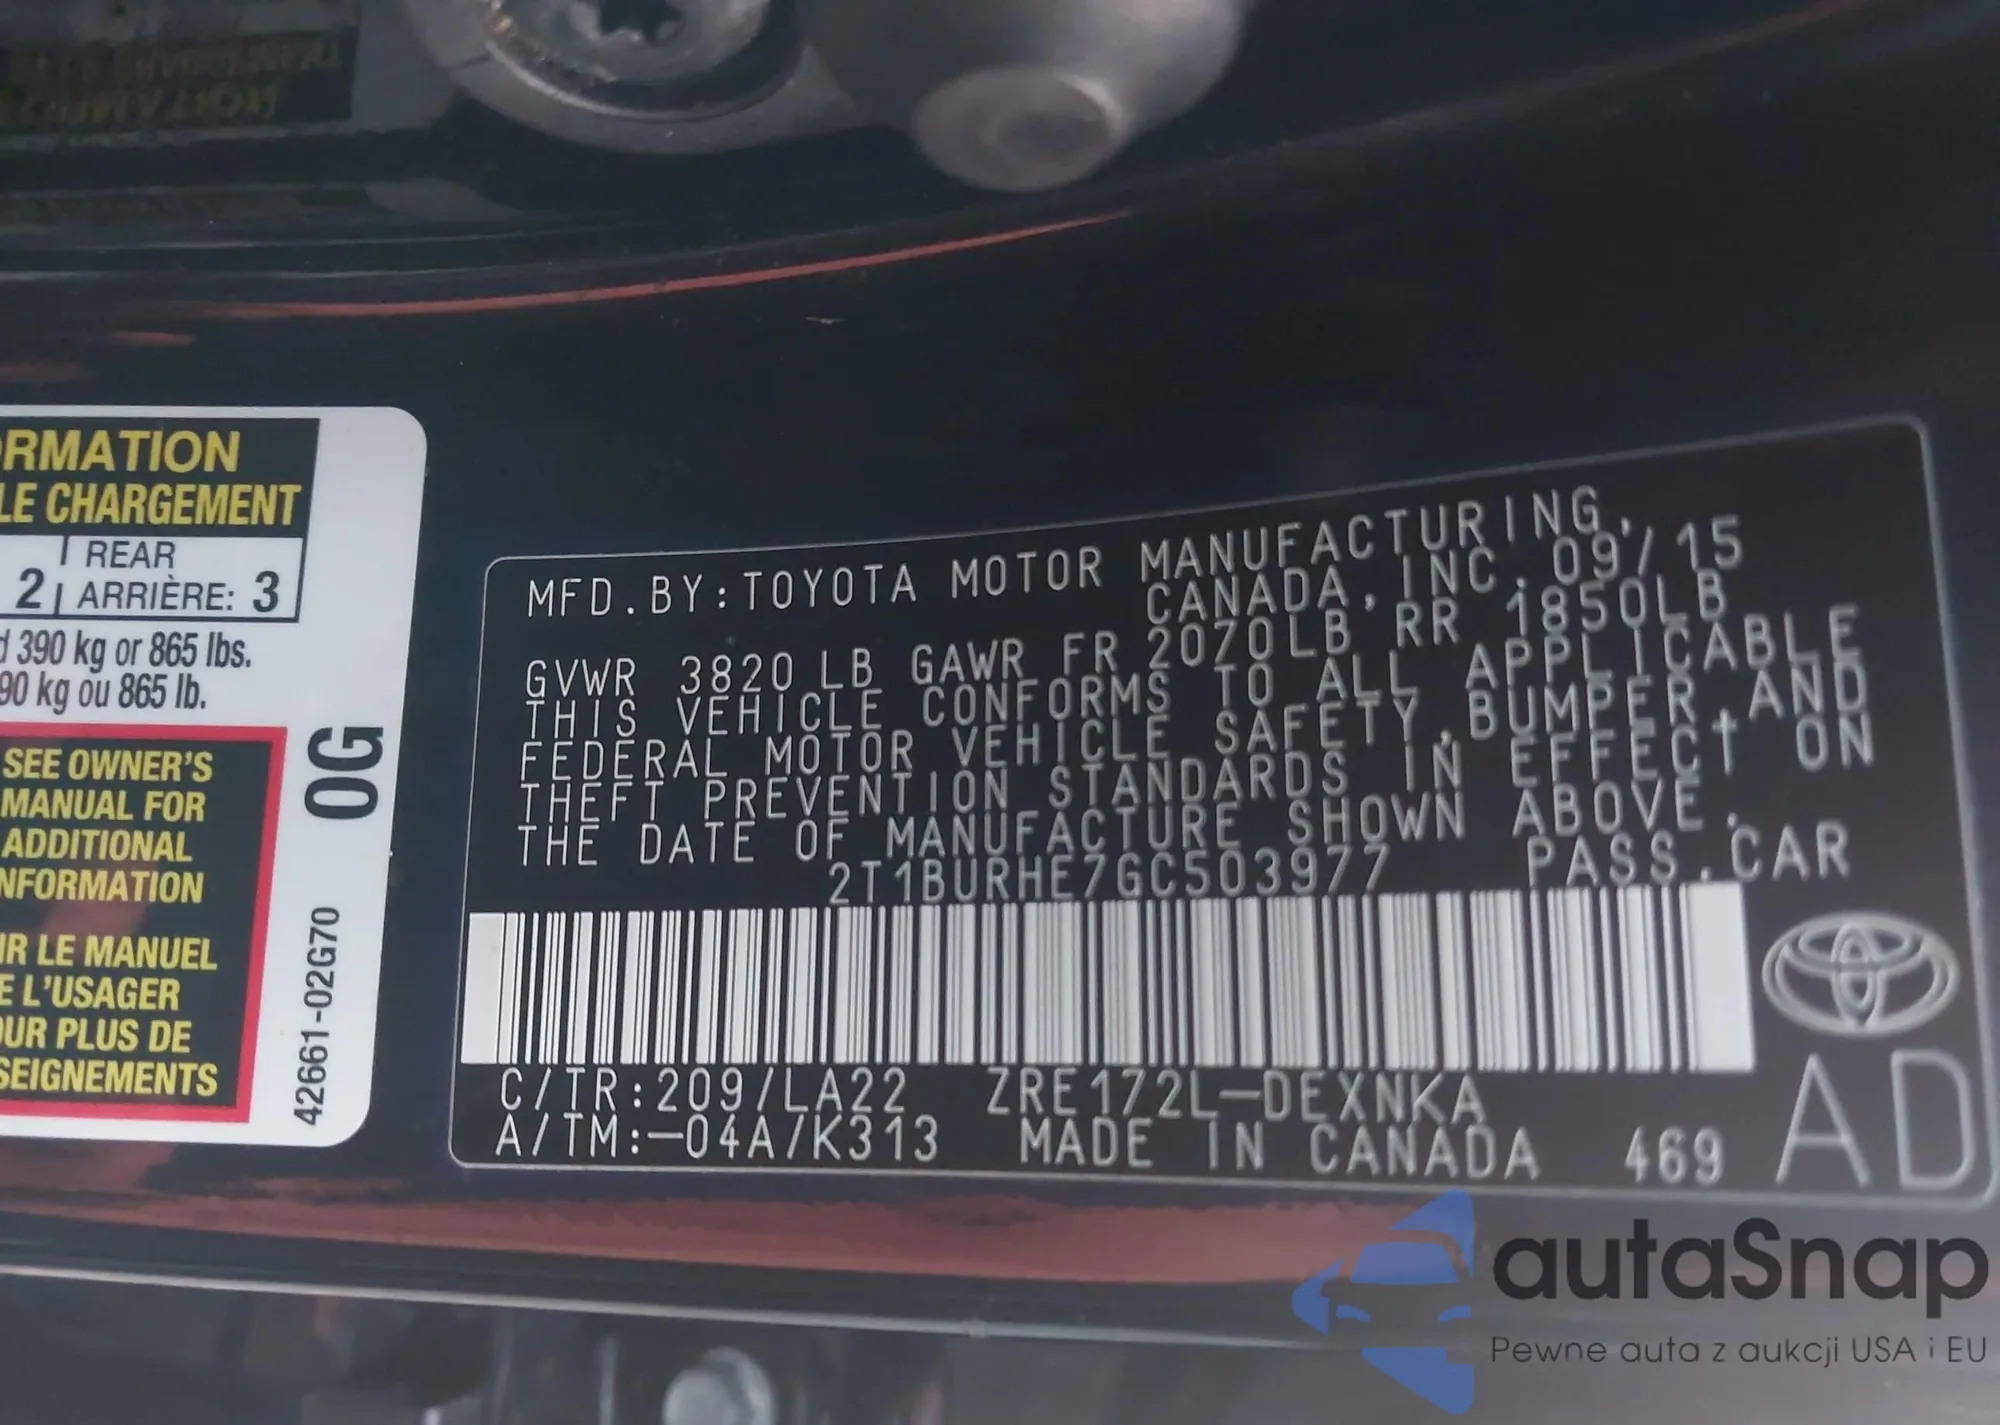 RMATION
LE CHARGEMENT
REAR
2 ARRIÈRE: 3
390 kg or 865 lbs.
90 kg ou 865 lb.
SEE OWNER'S
MANUAL FOR
ADDITIONAL
NFORMATION
IR LE MANUEL
E L'USAGER
OUR PLUS DE
SEIGNEMENTS
0G
42661-02G70
MFD.BY:TOYOTA MOTOR MANUFACTURING,
CANADA,INC.09/15
GVWR 3820LB GAWR FR 2070LB RR 1850LB
THIS VEHICLE CONFORMS TO ALL APPLICABLE
FEDERAL MOTOR VEHICLE SAFETY,BUMPER,AND
THEFT PREVENTION STANDARDS IN EFFECT ON
THE DATE OF MANUFACTURE SHOWN ABOVE.
2T1BURHE7GC503977 PASS.CAR
C/TR:209/LA22 ZRE172L-DEXNKA
A/TM:-04A/K313 MADE IN CANADA 469
AD
autaSnap
Pewne auta z aukcji USA i EU